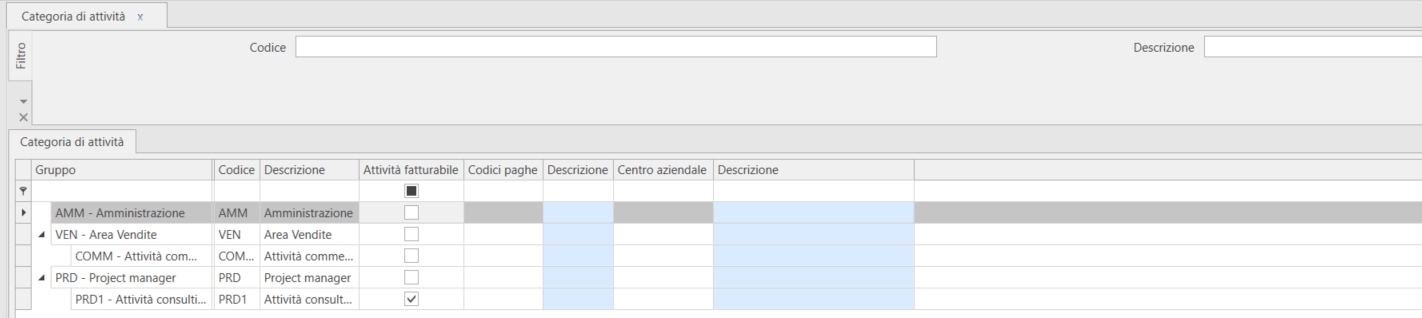 Categoria di attività x
Filtro
Codice
Descrizione
Categoria di attività
Gruppo Codice Descrizione Attività fatturabile Codici paghe Descrizione Centro aziendale Descrizione
AMM - Amministrazione AMM Amministrazione
VEN - Area Vendite VEN Area Vendite
COMM - Attività com... COM... Attività comme...
PRD - Project manager PRD Project manager
PRD1 - Attività consulti... PRD1 Attività consult...